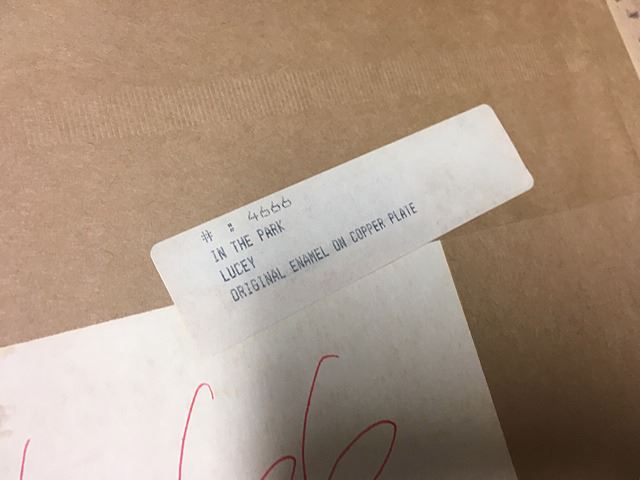 # : 4666
IN THE PARK
LUCEY
ORIGINAL ENAMEL ON COPPER PLATE